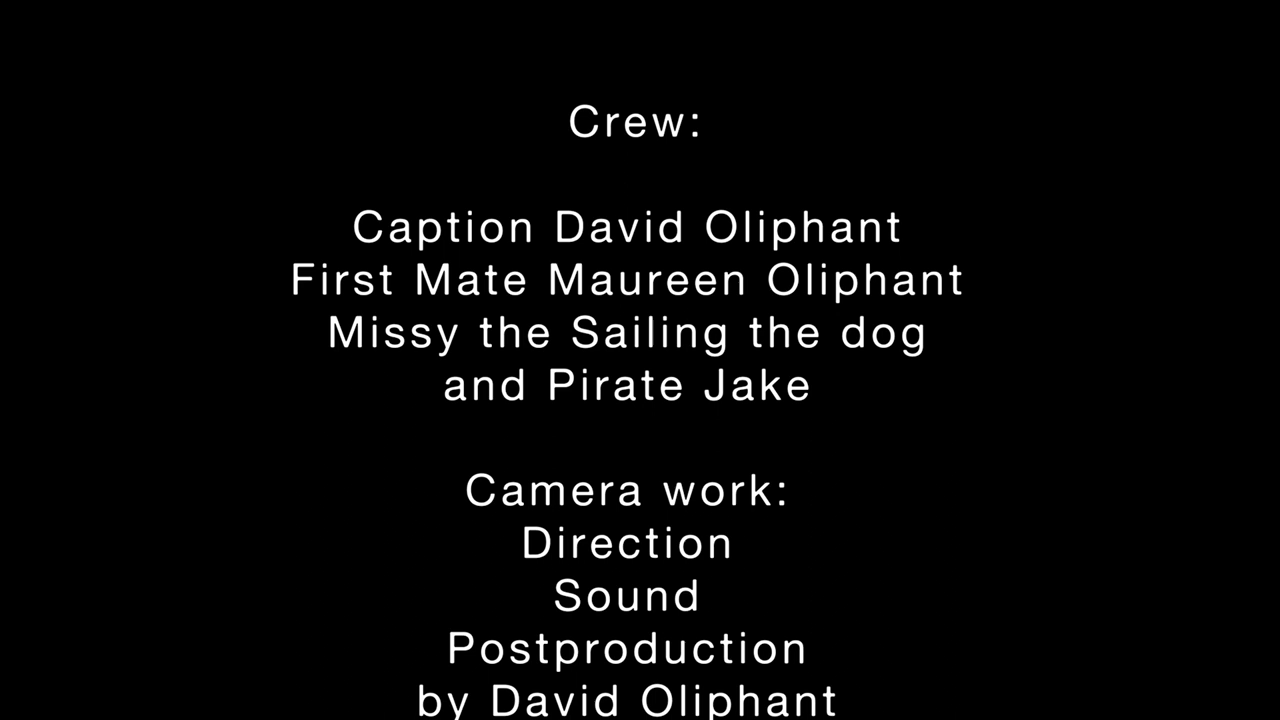 Crew:
Caption David Oliphant
First Mate Maureen Oliphant
Missy the Sailing the dog
and Pirate Jake
Camera work:
Direction
Sound
Postproduction
by David Oliphant